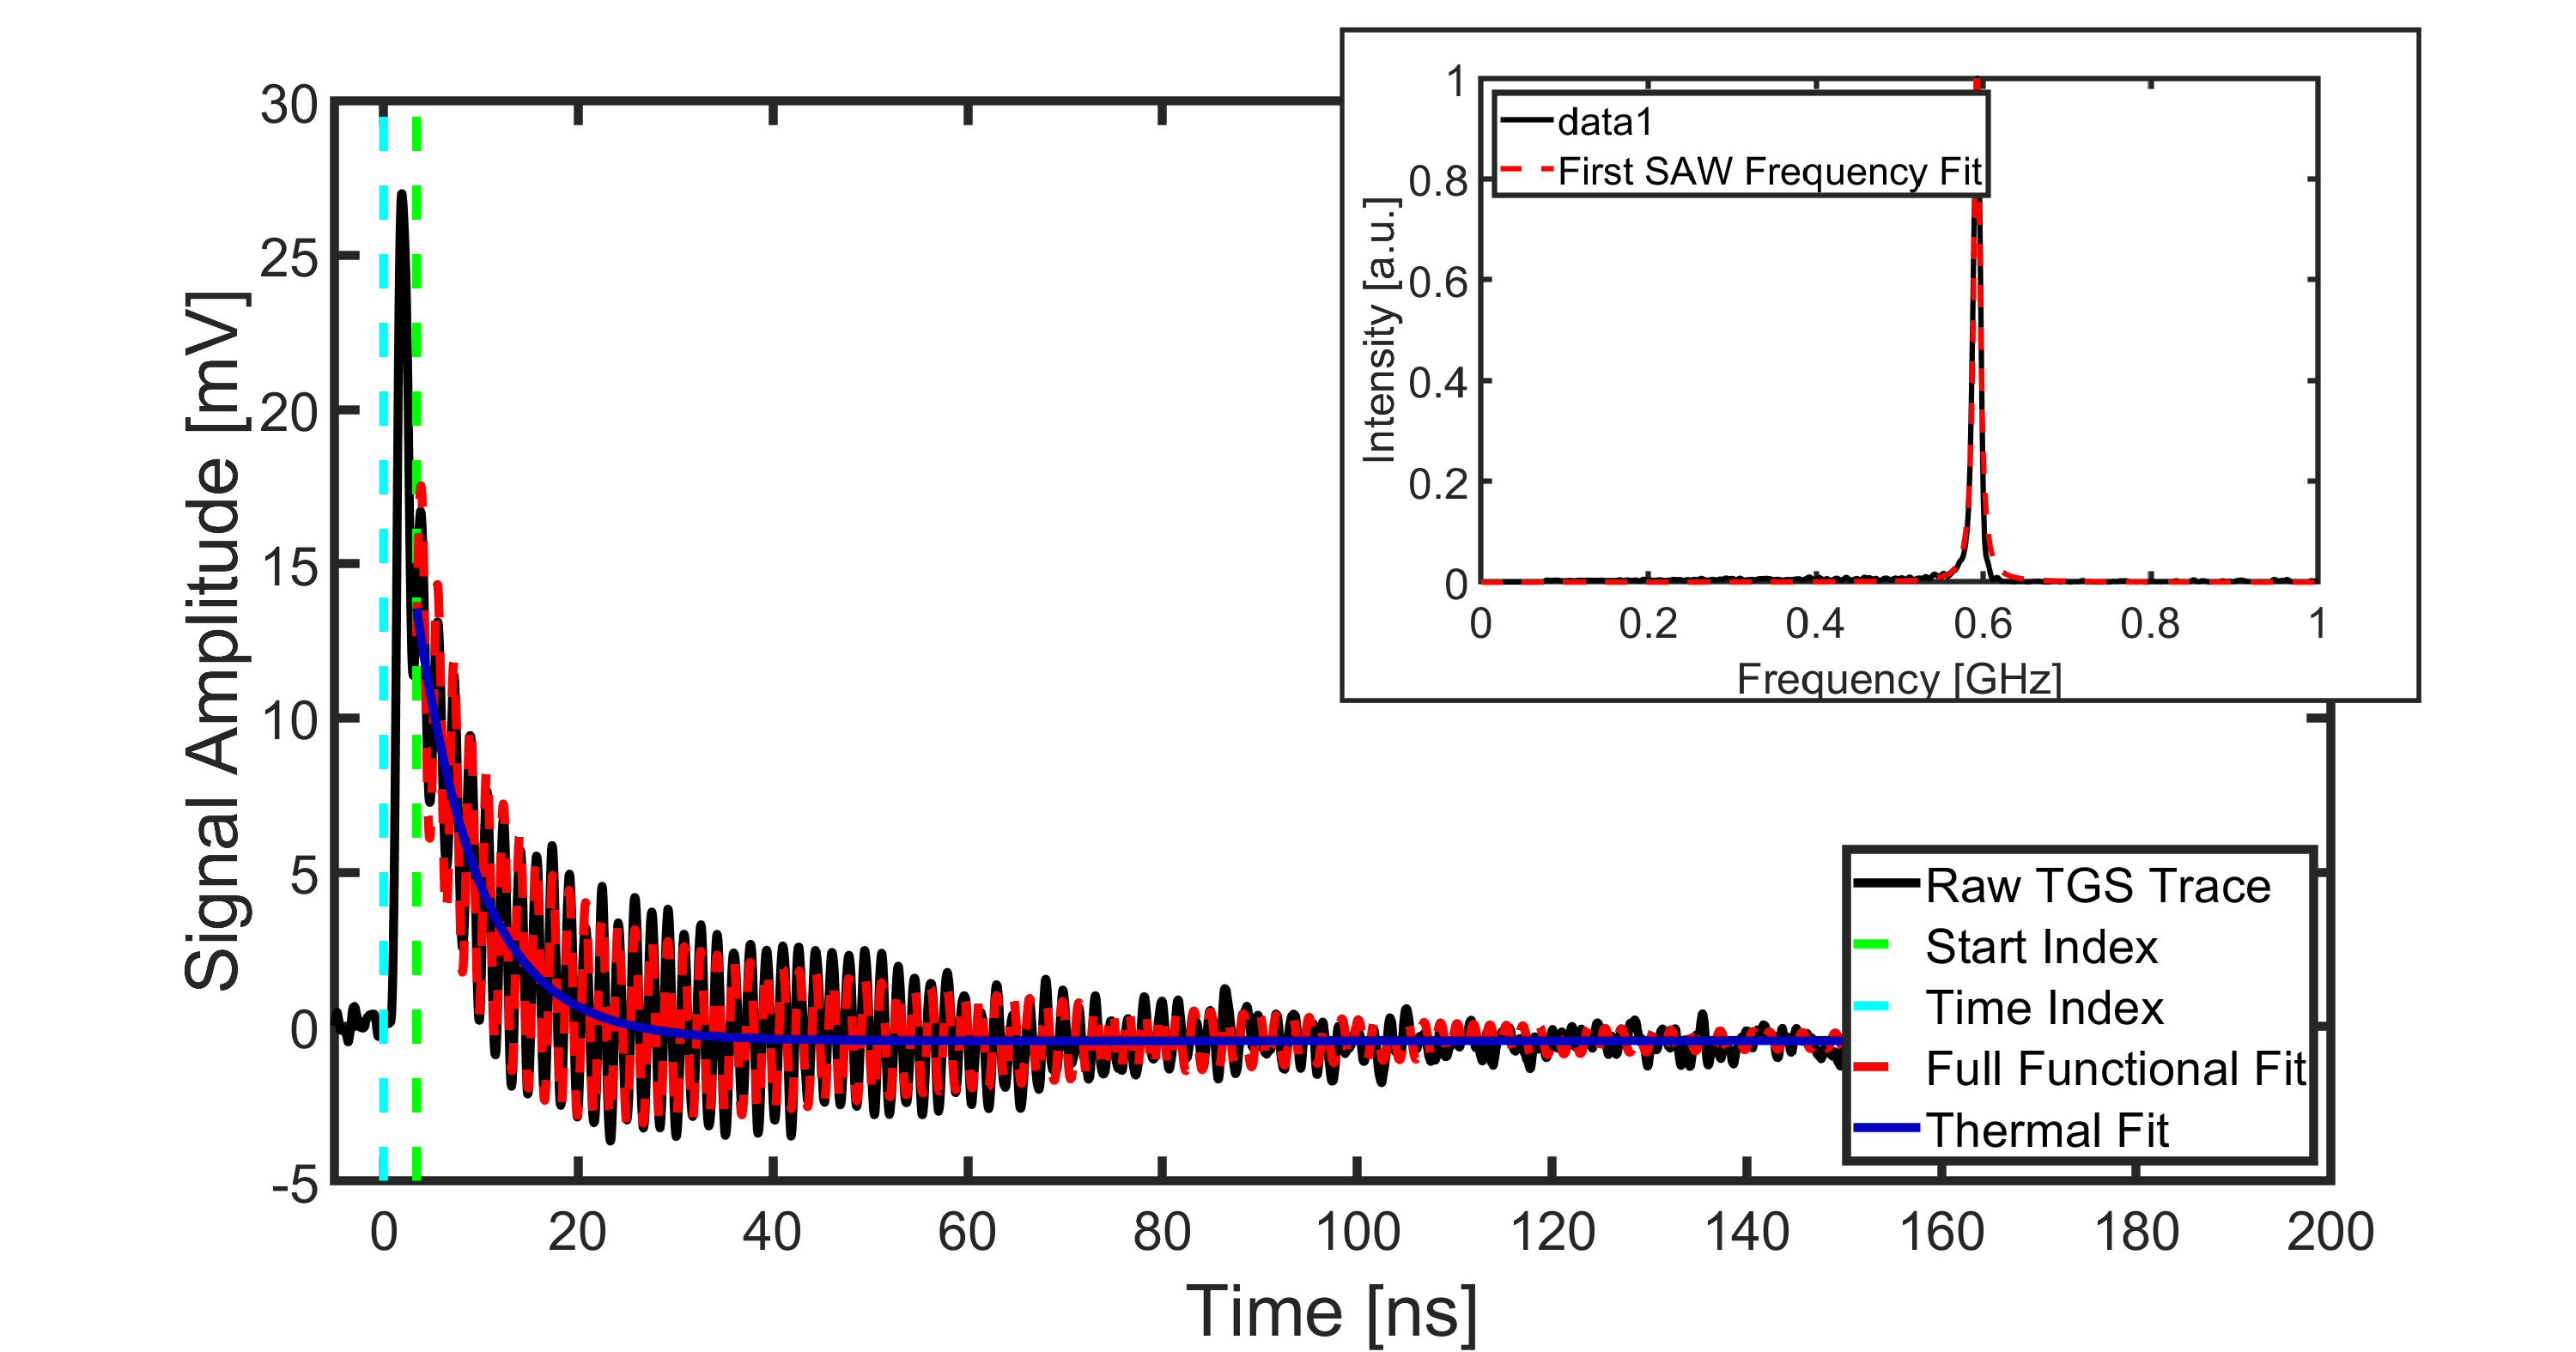 Signal Amplitude [mV]
30
25
20
15
10
5
0
-5
0 20 40 60 80 100 120 140 160 180 200
Time [ns]
Intensity [a.u.]
1
0.8
0.6
0.4
0.2
0
0 0.2 0.4 0.6 0.8 1
Frequency [GHz]
data1
First SAW Frequency Fit
Raw TGS Trace
Start Index
Time Index
Full Functional Fit
Thermal Fit